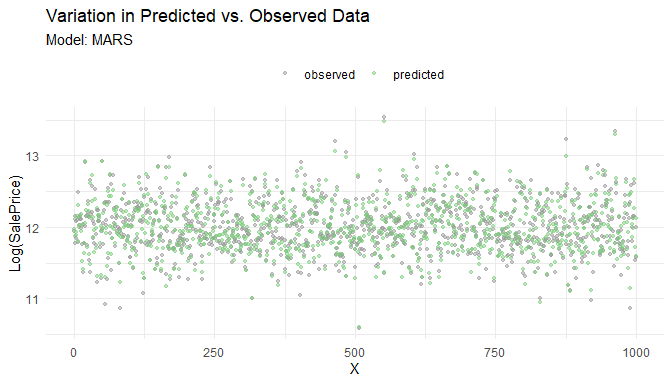 Variation in Predicted vs. Observed Data
Model: MARS
observed predicted
Log(SalePrice)
13
12
11
0 250 500 750 1000
X